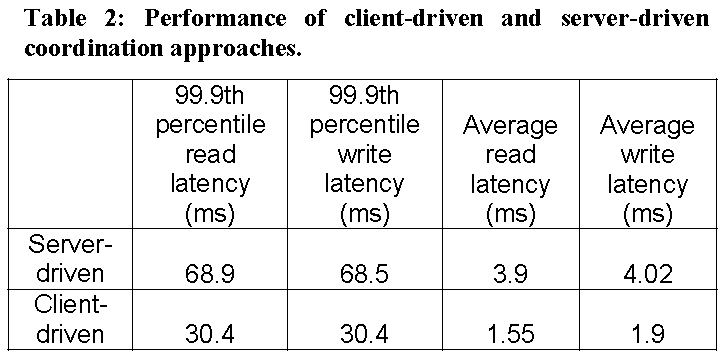 Table 2: Performance of client-driven and server-driven
coordination approaches.
99.9th percentile read latency (ms)
99.9th percentile write latency (ms)
Average read latency (ms)
Average write latency (ms)
Server-driven 68.9 68.5 3.9 4.02
Client-driven 30.4 30.4 1.55 1.9